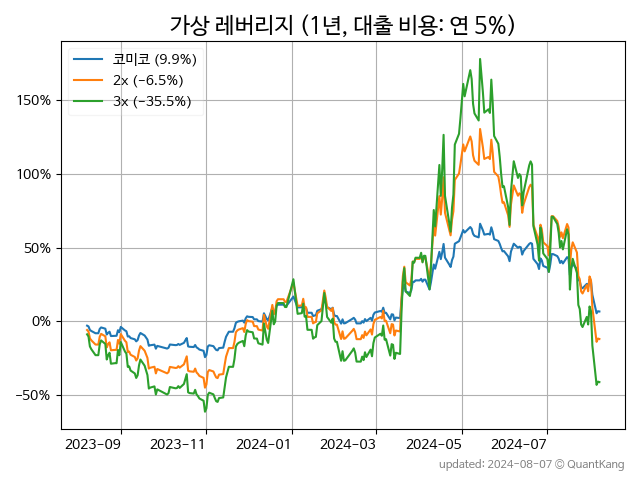 가상 레버리지 (1년, 대출 비용: 연 5%)
코미코 (9.9%)
2x (−6.5%)
3x (−35.5%)
150%
100%
50%
0%
−50%
2023-09
2023-11
2024-01
2024-03
2024-05
2024-07
updated: 2024-08-07 © QuantKang